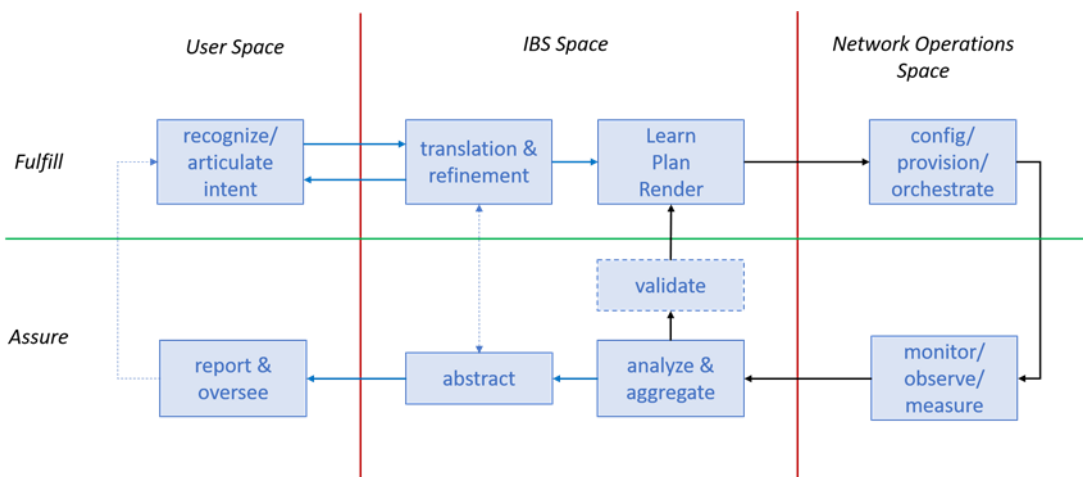 User Space
IBS Space
Network Operations
Space
Fulfill
recognize/
articulate
intent
translation &
refinement
Learn
Plan
Render
config/
provision/
orchestrate
validate
Assure
report &
oversee
abstract
analyze &
aggregate
monitor/
observe/
measure